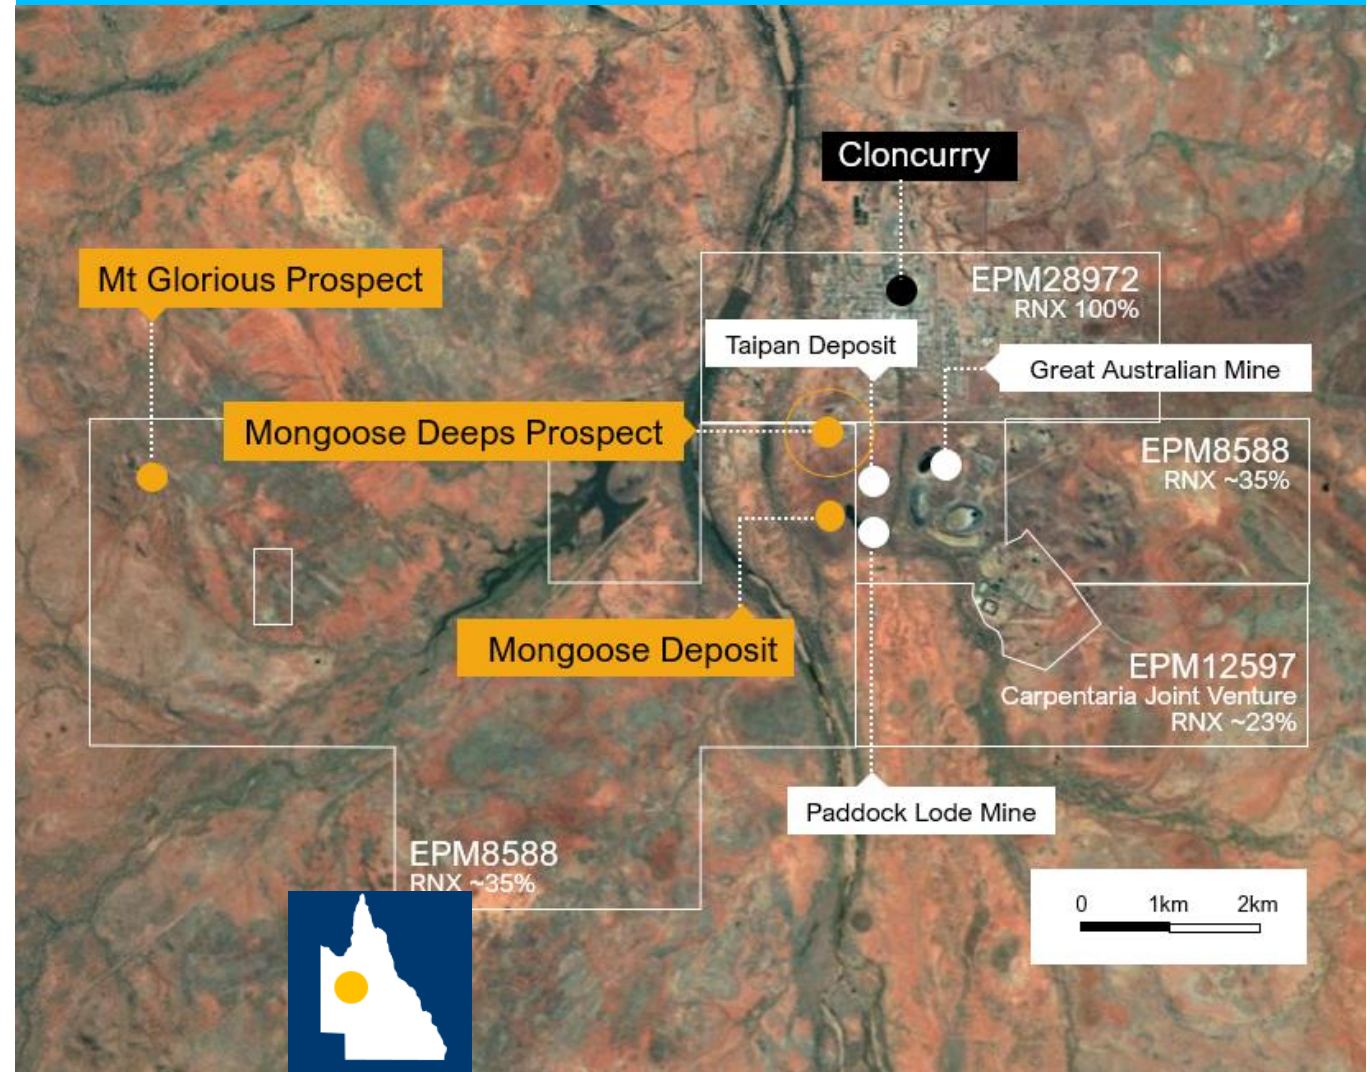 Cloncurry
Mt Glorious Prospect
EPM28972
RNX 100%
Taipan Deposit
Great Australian Mine
Mongoose Deeps Prospect
EPM8588
RNX ~35%
Mongoose Deposit
EPM12597
Carpentaria Joint Venture
RNX ~23%
Paddock Lode Mine
EPM8588
RNX ~35%
0 1km 2km